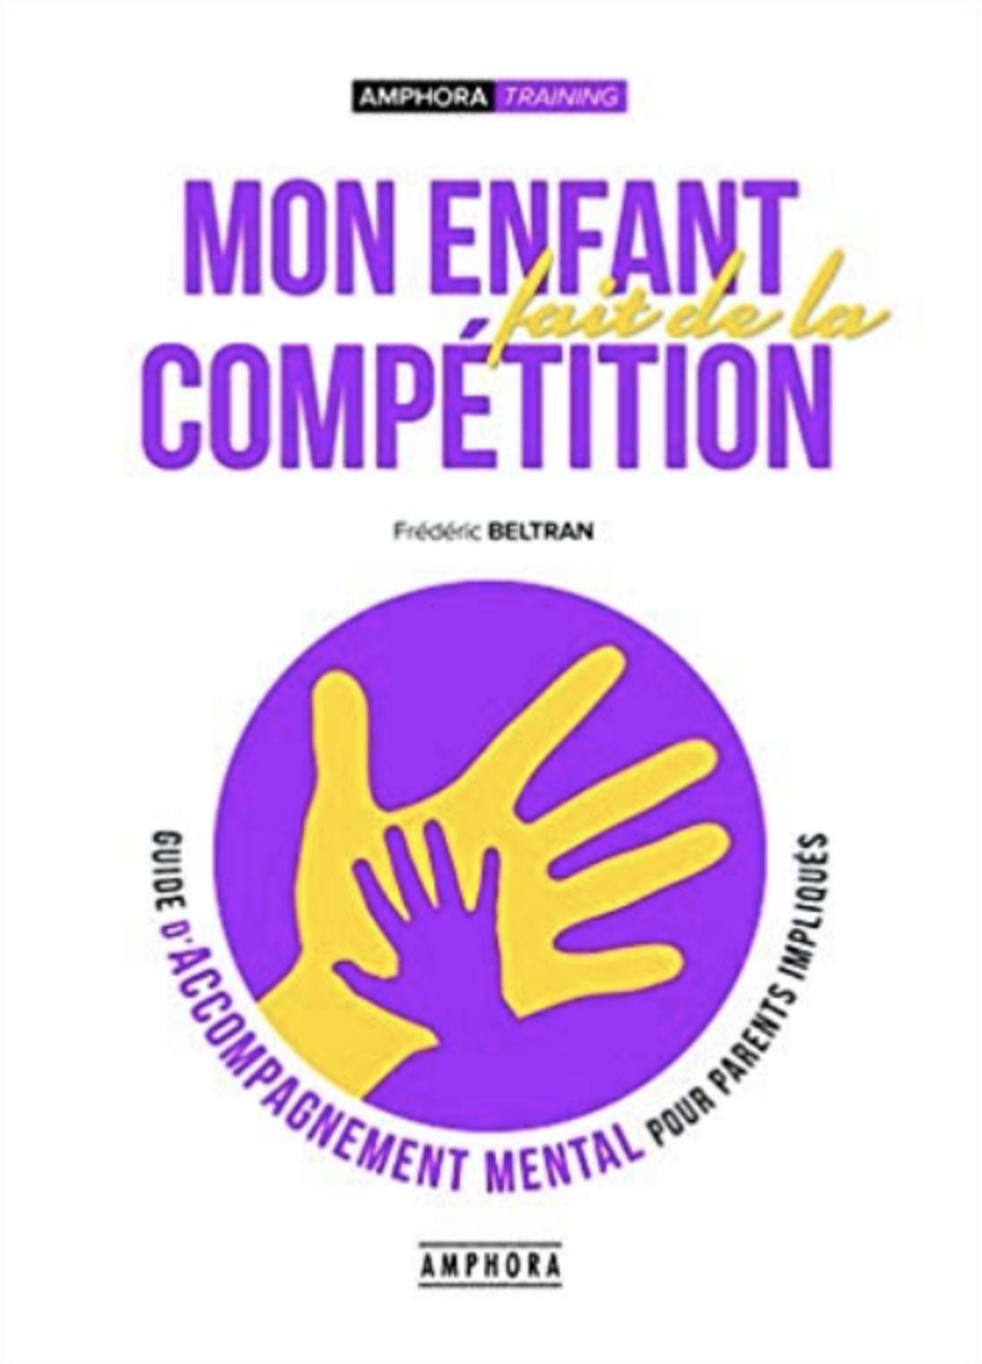 AMPHORA TRAINING
MON ENFANT
fait de la
COMPÉTITION
Frédéric BELTRAN
GUIDE D'ACCOMPAGNEMENT MENTAL POUR PARENTS IMPLIQUÉS
AMPHORA